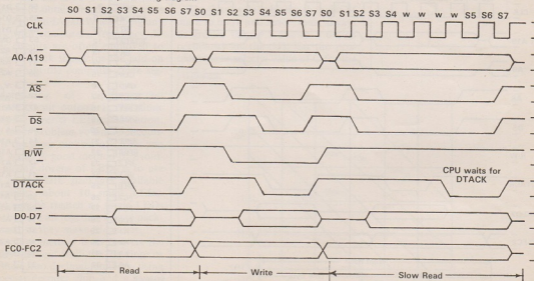 S0 S1 S2 S3 S4 S5 S6 S7 S0 S1 S2 S3 S4 S5 S6 S7 S0 S1 S2 S3 S4 w w w w S5 S6 S7
CLK
A0-A19
AS
DS
R/W
DTACK
CPU waits for
DTACK
D0-D7
FC0-FC2
Read
Write
Slow Read